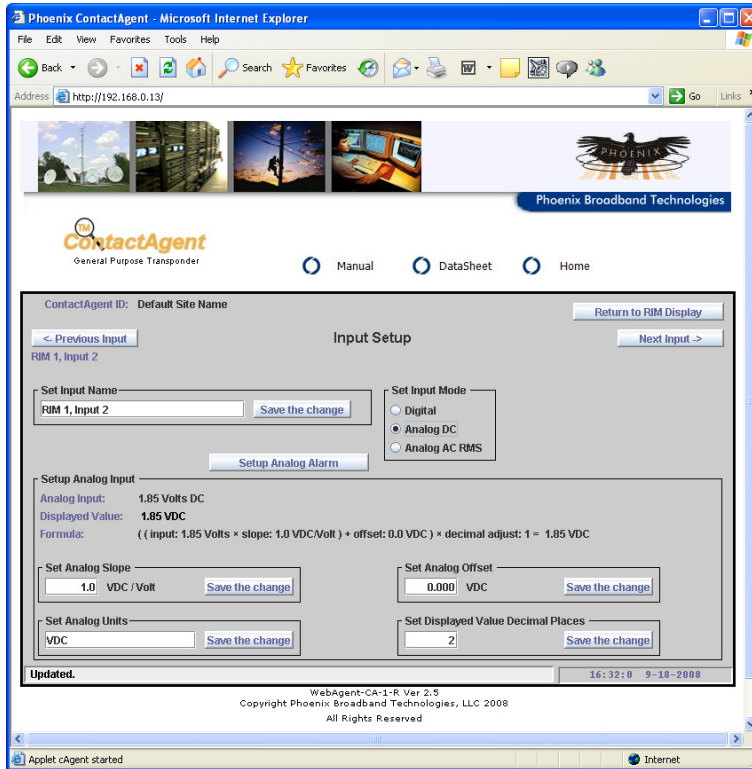 Phoenix ContactAgent - Microsoft Internet Explorer
File Edit View Favorites Tools Help
Back Search Favorites
Address http://192.168.0.13/ Go Links
PHOENIX
Phoenix Broadband Technologies
TM
ContactAgent
General Purpose Transponder
Manual DataSheet Home
ContactAgent ID: Default Site Name
Return to RIM Display
<- Previous Input Input Setup Next Input ->
RIM 1, Input 2
Set Input Name
RIM 1, Input 2 Save the change
Set Input Mode
Digital
Analog DC
Analog AC RMS
Setup Analog Alarm
Setup Analog Input
Analog Input: 1.85 Volts DC
Displayed Value: 1.85 VDC
Formula: ( ( input: 1.85 Volts × slope: 1.0 VDC/Volt ) + offset: 0.0 VDC ) × decimal adjust: 1 = 1.85 VDC
Set Analog Slope
1.0 VDC / Volt Save the change
Set Analog Offset
0.000 VDC Save the change
Set Analog Units
VDC Save the change
Set Displayed Value Decimal Places
2 Save the change
Updated. 16:32:0 9-18-2008
WebAgent-CA-1-R Ver 2.5
Copyright Phoenix Broadband Technologies, LLC 2008
All Rights Reserved
Applet cAgent started Internet